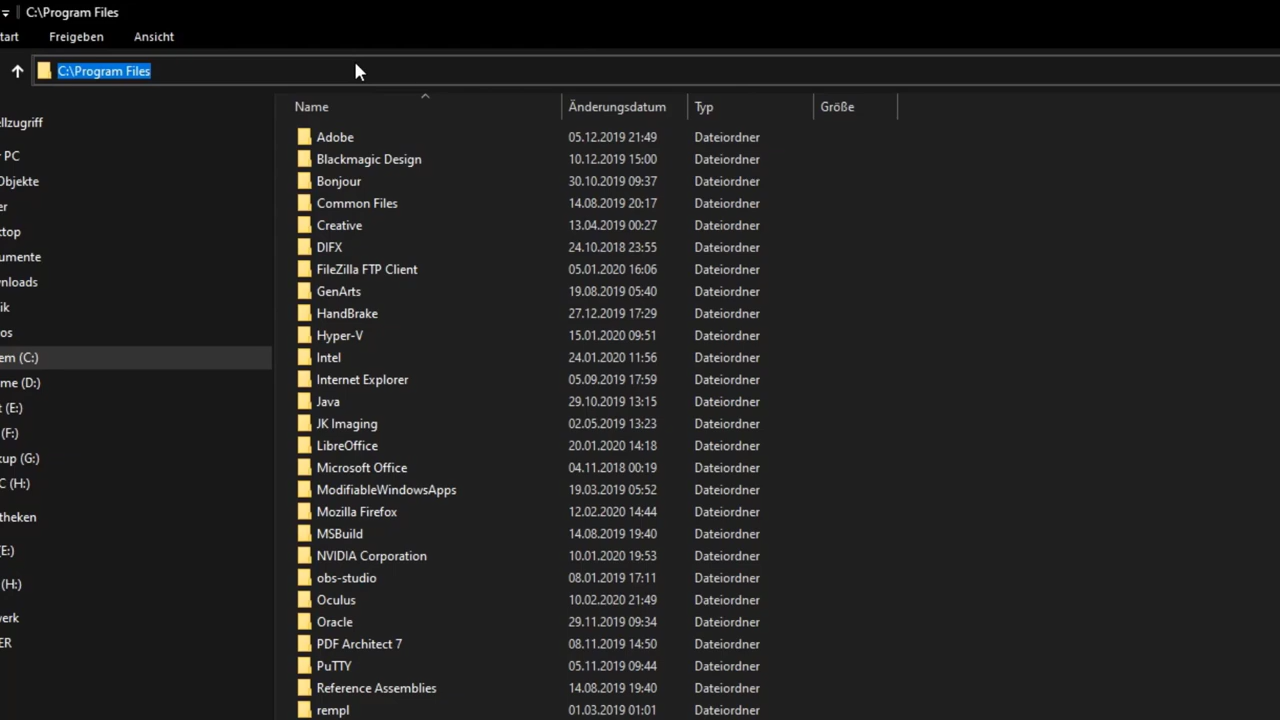 C:\Program Files
tart Freigeben Ansicht
C:\Program Files
Name Änderungsdatum Typ Größe
ellzugriff
PC
Objekte
er
ktop
umente
wnloads
ik
os
em (C:)
me (D:)
t (E:)
(F:)
cup (G:)
C (H:)
theken
(E:)
(H:)
werk
ER
Adobe 05.12.2019 21:49 Dateiordner
Blackmagic Design 10.12.2019 15:00 Dateiordner
Bonjour 30.10.2019 09:37 Dateiordner
Common Files 14.08.2019 20:17 Dateiordner
Creative 13.04.2019 00:27 Dateiordner
DIFX 24.10.2018 23:55 Dateiordner
FileZilla FTP Client 05.01.2020 16:06 Dateiordner
GenArts 19.08.2019 05:40 Dateiordner
HandBrake 27.12.2019 17:29 Dateiordner
Hyper-V 15.01.2020 09:51 Dateiordner
Intel 24.01.2020 11:56 Dateiordner
Internet Explorer 05.09.2019 17:59 Dateiordner
Java 29.10.2019 13:15 Dateiordner
JK Imaging 02.05.2019 13:23 Dateiordner
LibreOffice 20.01.2020 14:18 Dateiordner
Microsoft Office 04.11.2018 00:19 Dateiordner
ModifiableWindowsApps 19.03.2019 05:52 Dateiordner
Mozilla Firefox 12.02.2020 14:44 Dateiordner
MSBuild 14.08.2019 19:40 Dateiordner
NVIDIA Corporation 10.01.2020 19:53 Dateiordner
obs-studio 08.01.2019 17:11 Dateiordner
Oculus 10.02.2020 21:49 Dateiordner
Oracle 29.11.2019 09:34 Dateiordner
PDF Architect 7 08.11.2019 14:50 Dateiordner
PuTTY 05.11.2019 09:44 Dateiordner
Reference Assemblies 14.08.2019 19:40 Dateiordner
rempl 01.03.2019 01:01 Dateiordner